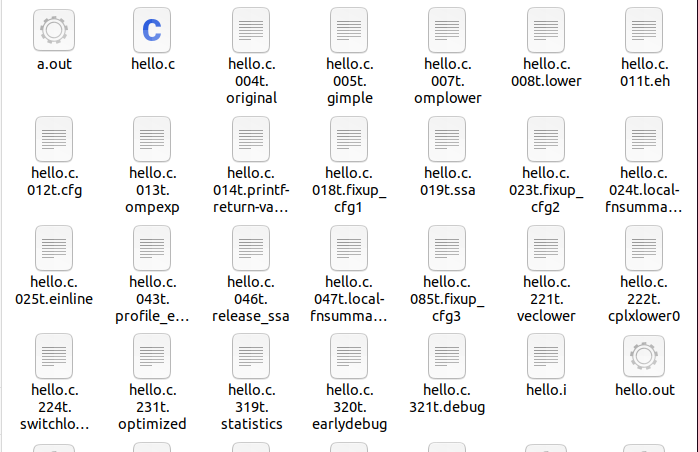 a.out
hello.c
hello.c.
004t.
original
hello.c.
005t.
gimple
hello.c.
007t.
omplower
hello.c.
008t.lower
hello.c.
011t.eh
hello.c.
012t.cfg
hello.c.
013t.
ompexp
hello.c.
014t.printf-
return-va...
hello.c.
018t.fixup_
cfg1
hello.c.
019t.ssa
hello.c.
023t.fixup_
cfg2
hello.c.
024t.local-
fnsumma...
hello.c.
025t.einline
hello.c.
043t.
profile_e...
hello.c.
046t.
release_ssa
hello.c.
047t.local-
fnsumma...
hello.c.
085t.fixup_
cfg3
hello.c.
221t.
veclower
hello.c.
222t.
cplxlower0
hello.c.
224t.
switchlo...
hello.c.
231t.
optimized
hello.c.
319t.
statistics
hello.c.
320t.
earlydebug
hello.c.
321t.debug
hello.i
hello.out